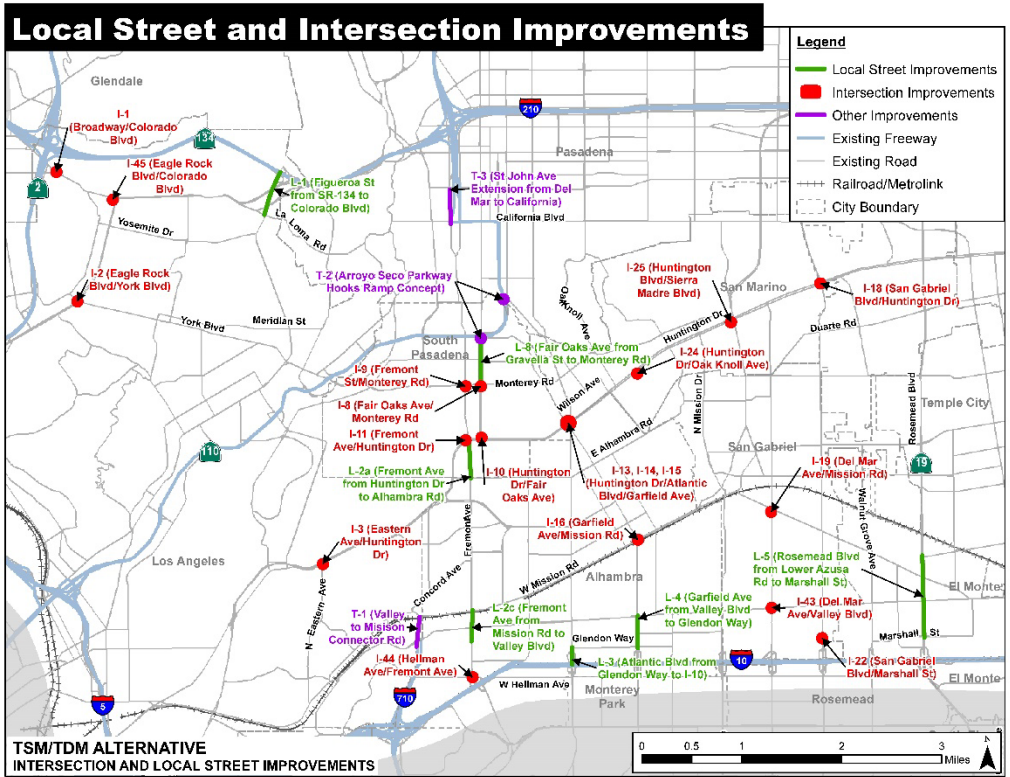 Local Street and Intersection Improvements
Legend
Local Street Improvements
Intersection Improvements
Other Improvements
Existing Freeway
Existing Road
Railroad/Metrolink
City Boundary
Glendale
I-1
(Broadway/Colorado
Blvd)
134
210
2
I-45 (Eagle Rock
Blvd/Colorado
Blvd)
L-1 (Figueroa St
from SR-134 to
Colorado Blvd)
Pasadena
T-3 (St John Ave
Extension from Del
Mar to California)
California Blvd
Yosemite Dr
La Loma Rd
I-2 (Eagle Rock
Blvd/York Blvd)
T-2 (Arroyo Seco Parkway
Hooks Ramp Concept)
I-25 (Huntington
Blvd/Sierra
Madre Blvd)
San Marino
I-18 (San Gabriel
Blvd/Huntington Dr)
Oak Knoll Ave
Huntington Dr
Duarte Rd
York Blvd
Meridian St
South
Pasadena
L-8 (Fair Oaks Ave from
Gravella St to Monterey Rd)
I-24 (Huntington
Dr/Oak Knoll Ave)
I-9 (Fremont
St/Monterey Rd)
Monterey Rd
Wilson Ave
N Mission Dr
Rosemead Blvd
Temple City
I-8 (Fair Oaks Ave/
Monterey Rd
E Alhambra Rd
I-11 (Fremont
Ave/Huntington Dr)
110
San Gabriel
19
L-2a (Fremont Ave
from Huntington Dr
to Alhambra Rd)
I-10 (Huntington
Dr/Fair
Oaks Ave)
I-13, I-14, I-15
(Huntington Dr/Atlantic
Blvd/Garfield Ave)
I-19 (Del Mar
Ave/Mission Rd)
Walnut Grove Ave
I-3 (Eastern
Ave/Huntington
Dr)
Fremont Ave
I-16 (Garfield
Ave/Mission Rd)
Los Angeles
N Eastern Ave
Concord Ave
W Mission Rd
Alhambra
L-5 (Rosemead Blvd
from Lower Azusa
Rd to Marshall St)
El Monte
T-1 (Valley
to Misison
Connector Rd)
L-2c (Fremont
Ave from
Mission Rd to
Valley Blvd)
L-4 (Garfield Ave
from Valley Blvd
to Glendon Way)
I-43 (Del Mar
Ave/Valley Blvd)
Glendon Way
Marshall St
I-44 (Hellman
Ave/Fremont Ave)
L-3 (Atlantic Blvd from
Glendon Way to I-10)
10
I-22 (San Gabriel
Blvd/Marshall St)
W Hellman Ave
El Monte
Monterey
Park
Rosemead
5
710
TSM/TDM ALTERNATIVE
INTERSECTION AND LOCAL STREET IMPROVEMENTS
0 0.5 1 2 3
Miles
N